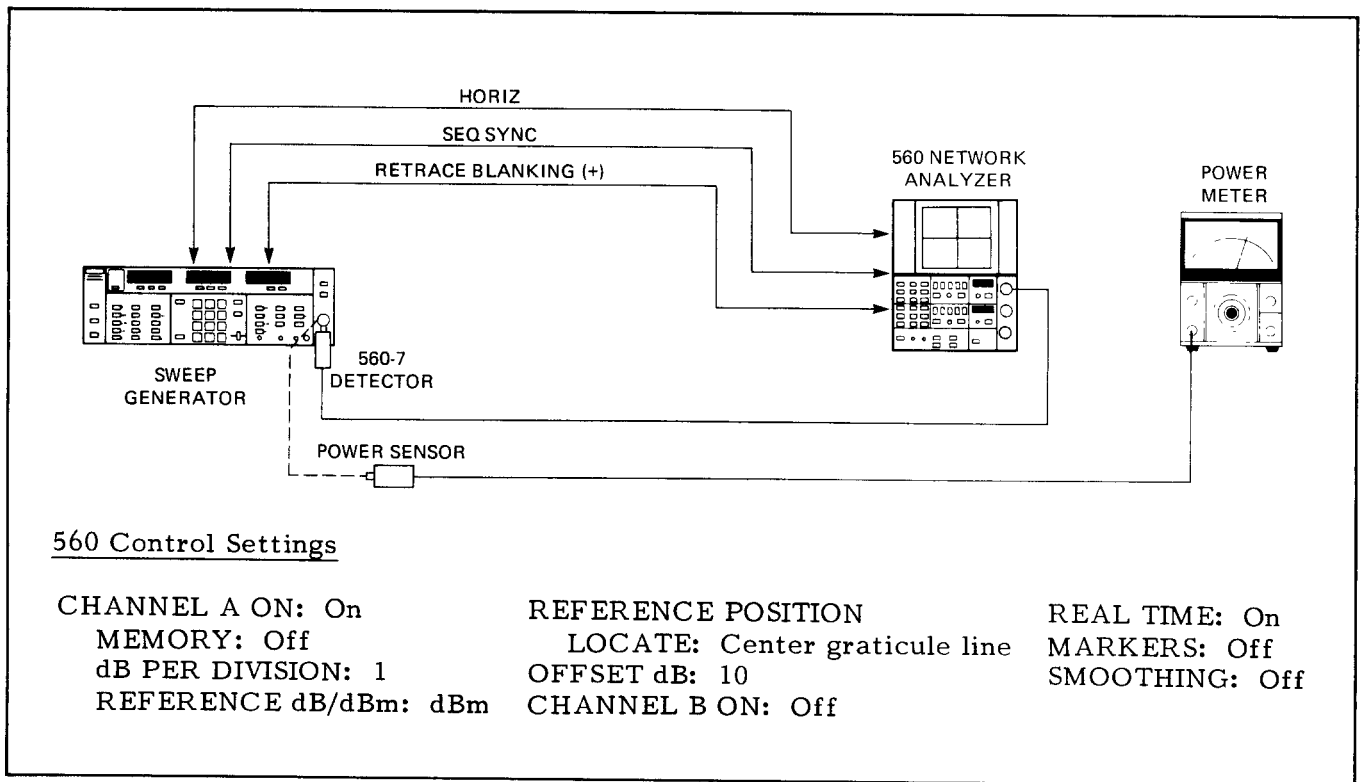 HORIZ
SEQ SYNC
RETRACE BLANKING (+)
560 NETWORK
ANALYZER
POWER
METER
SWEEP
GENERATOR
560-7
DETECTOR
POWER SENSOR
560 Control Settings
CHANNEL A ON: On
MEMORY: Off
dB PER DIVISION: 1
REFERENCE dB/dBm: dBm
REFERENCE POSITION
LOCATE: Center graticule line
OFFSET dB: 10
CHANNEL B ON: Off
REAL TIME: On
MARKERS: Off
SMOOTHING: Off